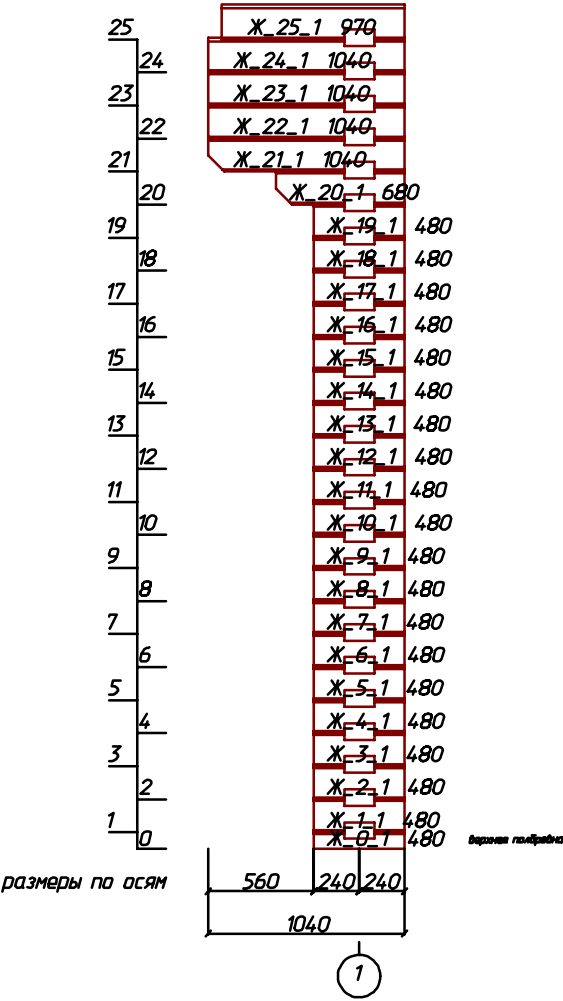 25 Ж_25_1 970
24 Ж_24_1 1040
23 Ж_23_1 1040
22 Ж_22_1 1040
21 Ж_21_1 1040
20 Ж_20_1 680
19 Ж_19_1 480
18 Ж_18_1 480
17 Ж_17_1 480
16 Ж_16_1 480
15 Ж_15_1 480
14 Ж_14_1 480
13 Ж_13_1 480
12 Ж_12_1 480
11 Ж_11_1 480
10 Ж_10_1 480
9 Ж_9_1 480
8 Ж_8_1 480
7 Ж_7_1 480
6 Ж_6_1 480
5 Ж_5_1 480
4 Ж_4_1 480
3 Ж_3_1 480
2 Ж_2_1 480
1 Ж_1_1 480
0 Ж_0_1 480
размеры по осям 560 240 240
1040
1